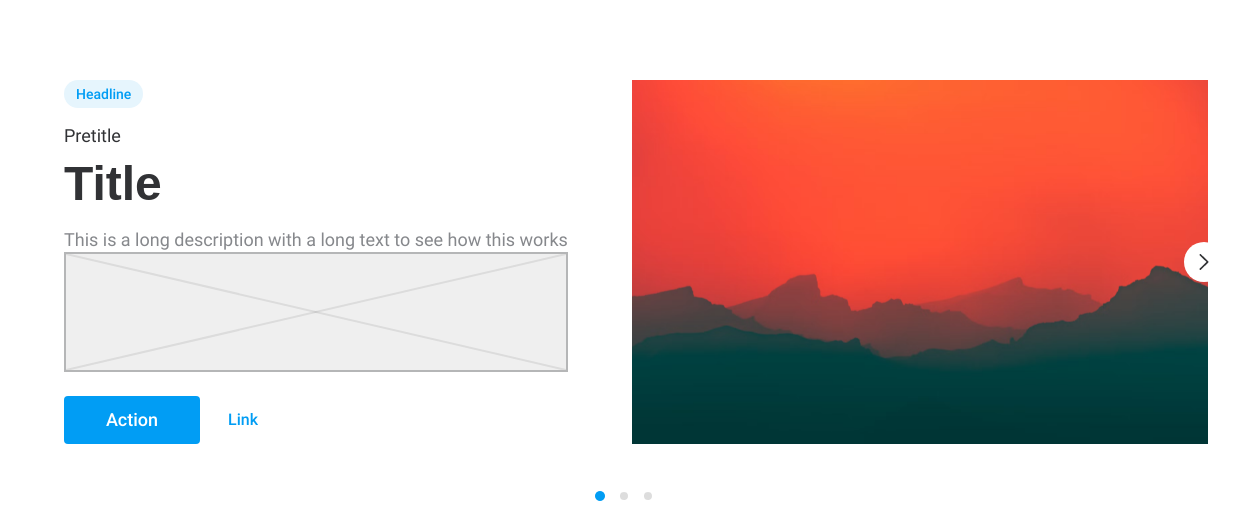 Headline
Pretitle
Title
This is a long description with a long text to see how this works
Action
Link